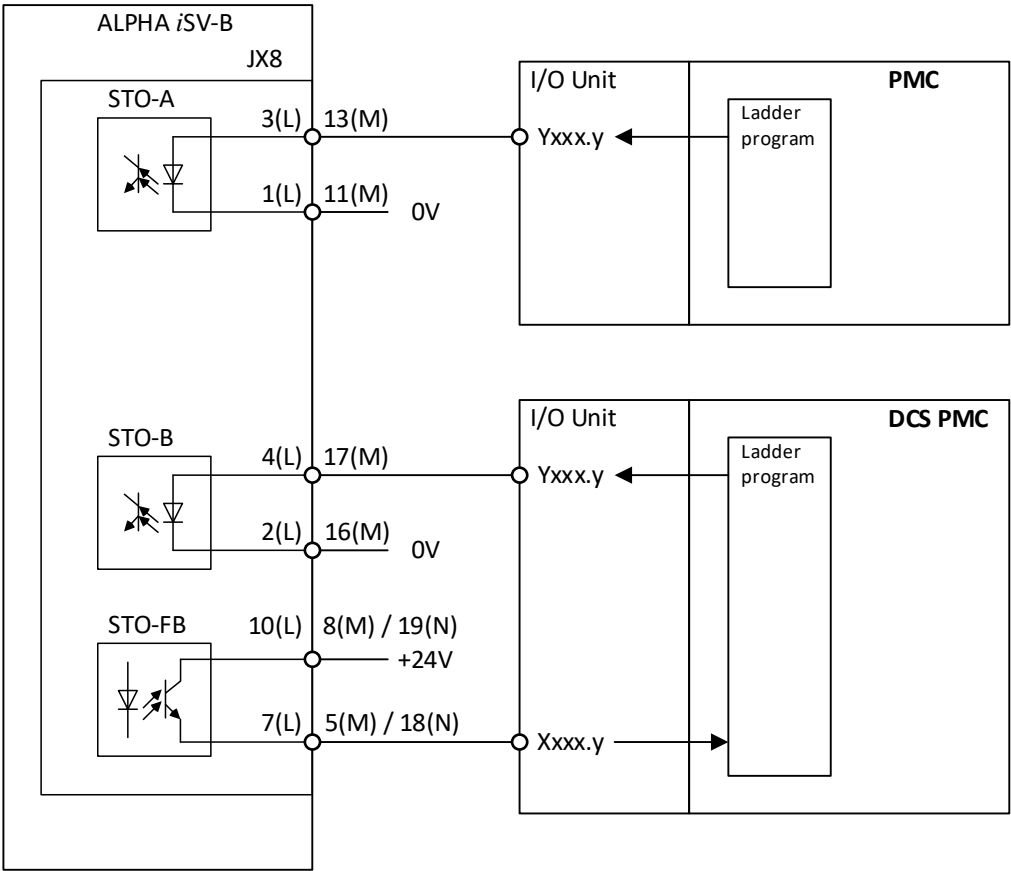 ALPHA iSV-B
JX8
STO-A
3(L) 13(M)
1(L) 11(M)
0V
I/O Unit
PMC
Ladder
program
Yxxx.y
STO-B
4(L) 17(M)
2(L) 16(M)
0V
STO-FB
10(L) 8(M) / 19(N)
+24V
7(L) 5(M) / 18(N)
I/O Unit
DCS PMC
Ladder
program
Yxxx.y
Xxxx.y